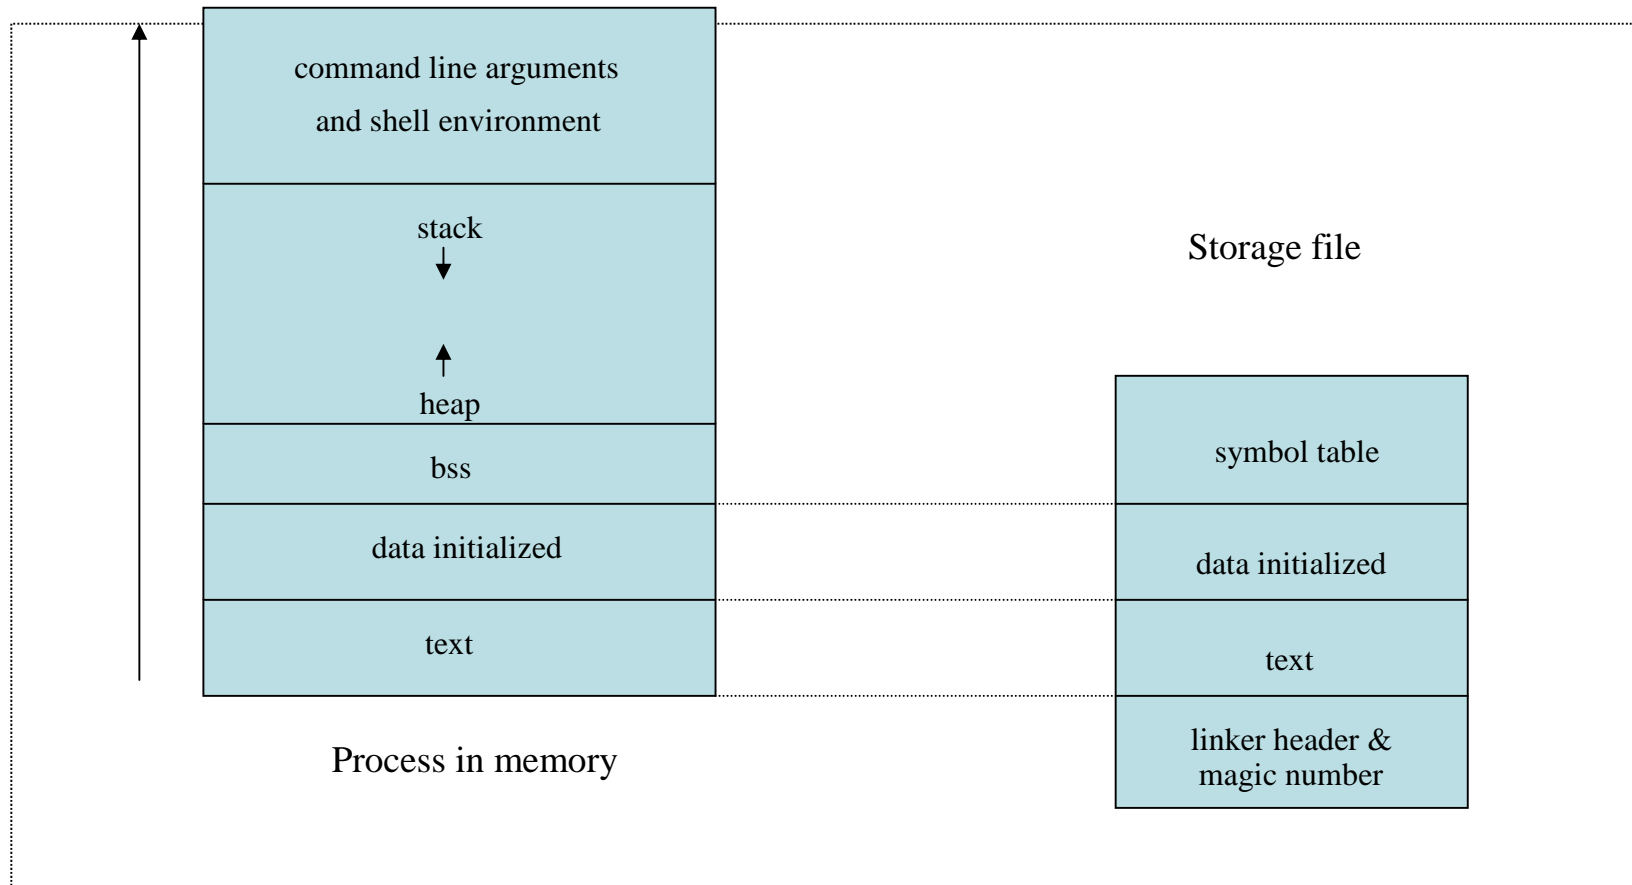 command line arguments
and shell environment
stack
heap
bss
data initialized
text
Process in memory
Storage file
symbol table
data initialized
text
linker header &
magic number